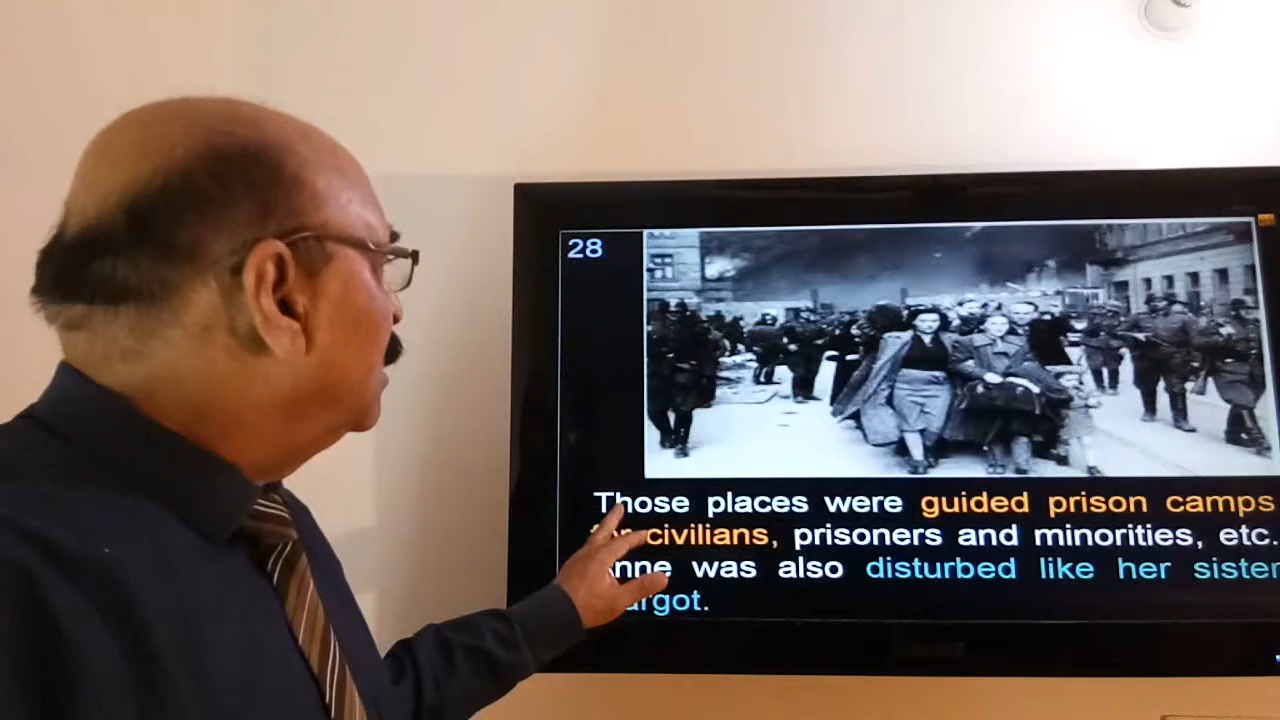 28
Those places were guided prison camps
civilians, prisoners and minorities, etc.
was also disturbed like her sister